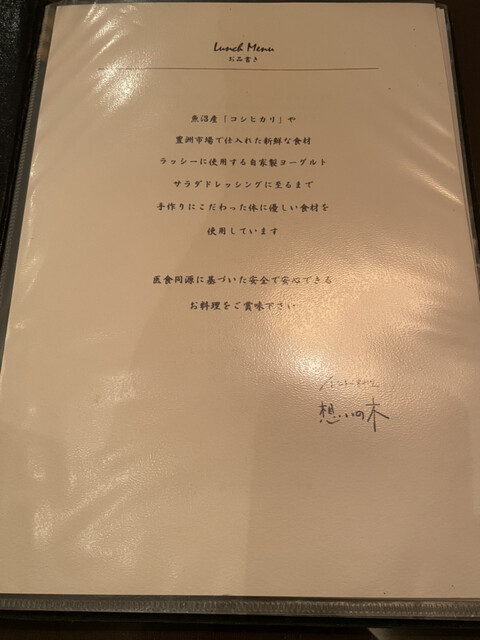 Lunch Menu
お品書き
魚沼産「コシヒカリ」や
豊洲市場で仕入れた新鮮な食材
ラッシーに使用する自家製ヨーグルト
サラダドレッシングに至るまで
手作りにこだわった体に優しい食材を
使用しています
医食同源に基づいた安全で安心できる
お料理をご賞味下さい
想いの木